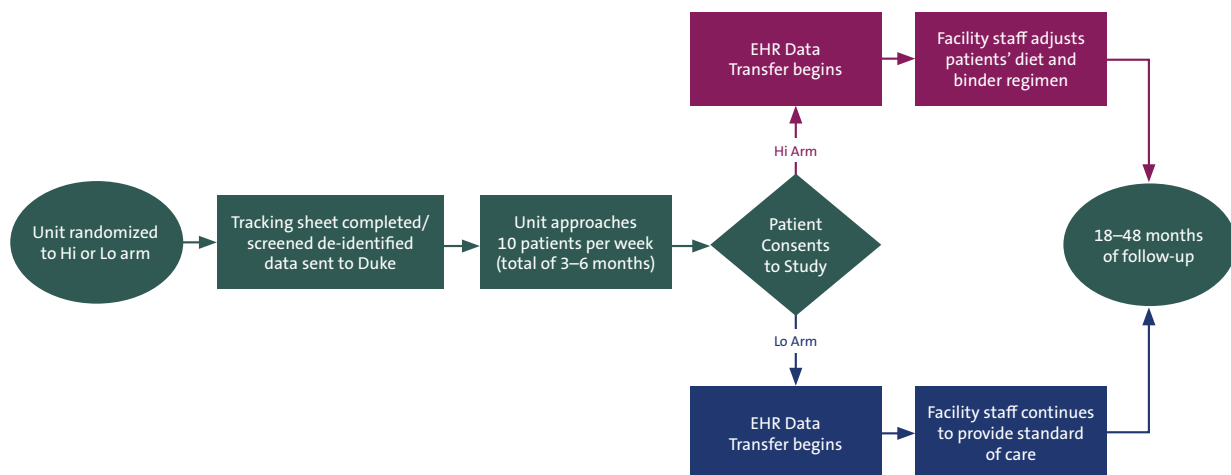 Unit randomized
to Hi or Lo arm
Tracking sheet completed/
screened de-identified
data sent to Duke
Unit approaches
10 patients per week
(total of 3–6 months)
Patient
Consents
to Study
Hi Arm
EHR Data
Transfer begins
Facility staff adjusts
patients’ diet and
binder regimen
Lo Arm
EHR Data
Transfer begins
Facility staff continues
to provide standard
of care
18–48 months
of follow-up